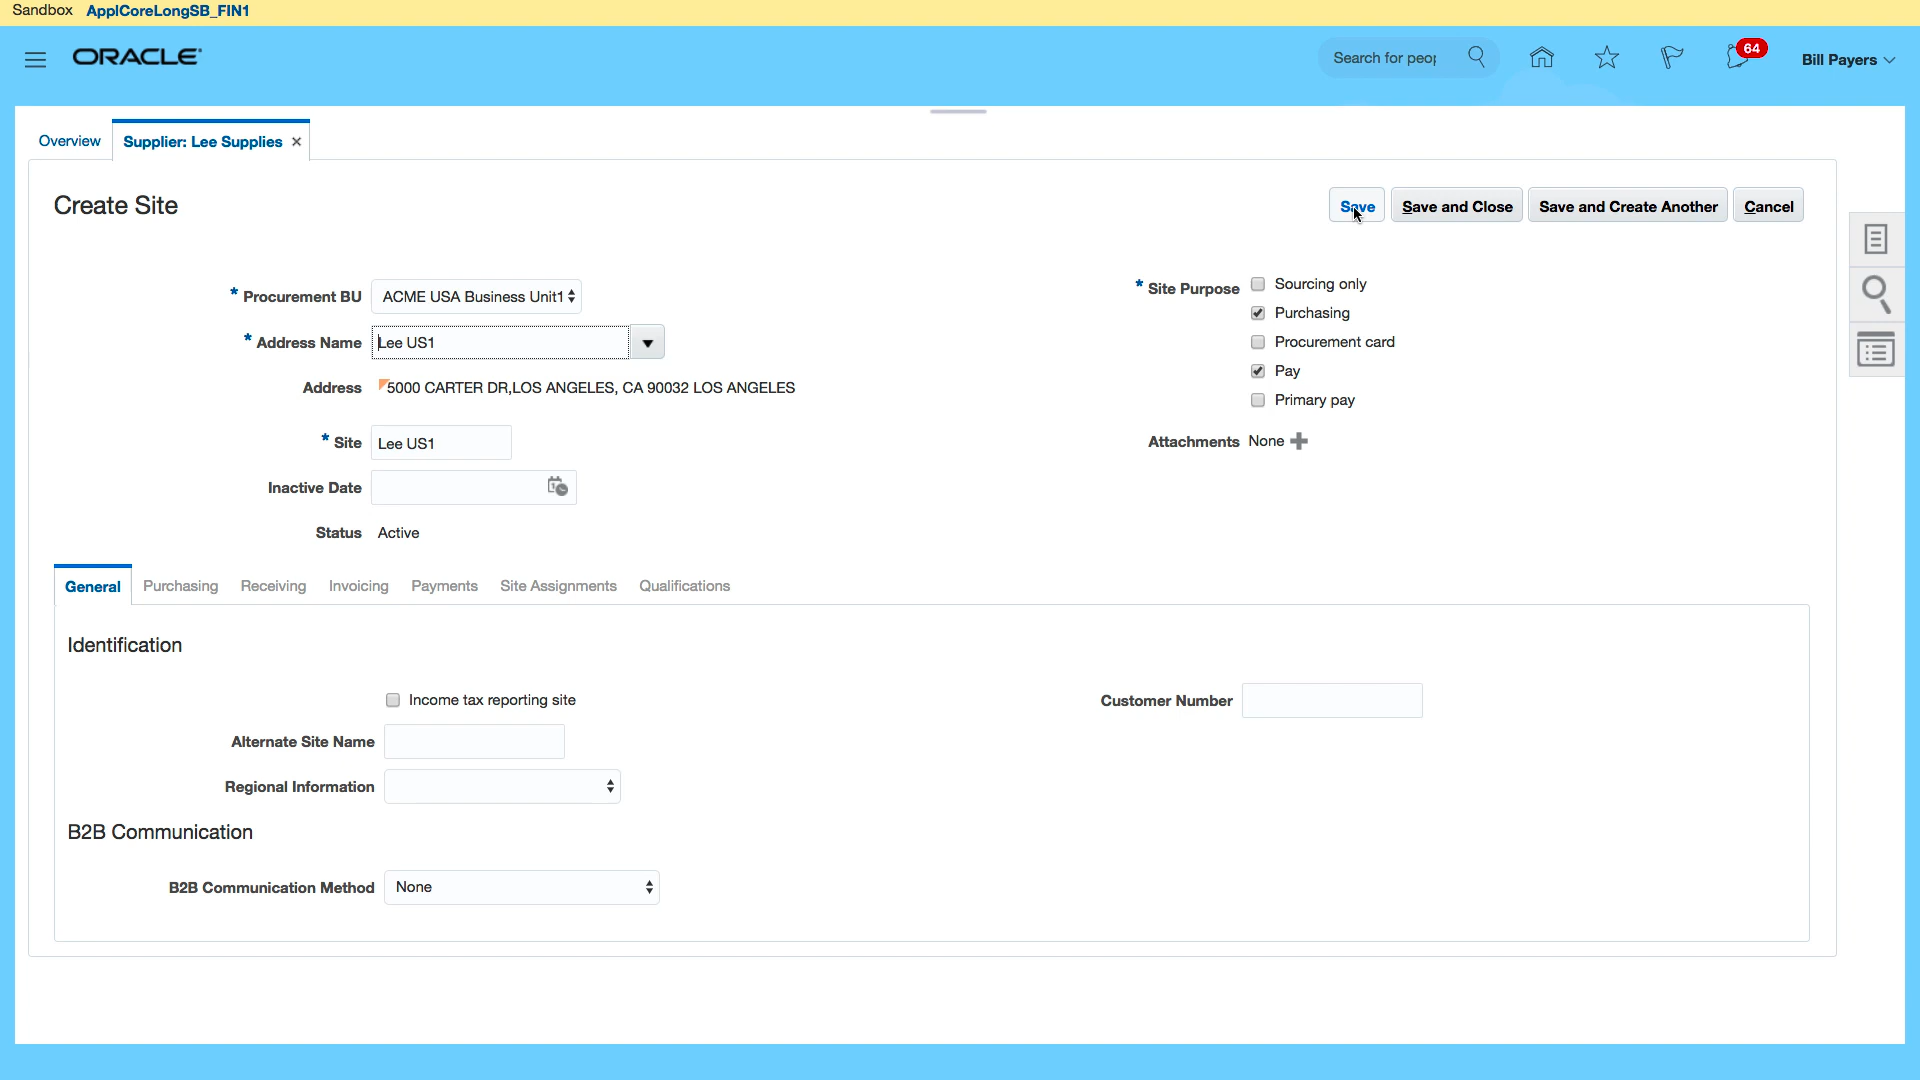 Sandbox ApplCoreLongSB_FIN1
ORACLE
Search for peop
64
Bill Payers
Overview
Supplier: Lee Supplies
Create Site
Save
Save and Close
Save and Create Another
Cancel
* Procurement BU ACME USA Business Unit1
* Address Name Lee US1
Address 5000 CARTER DR,LOS ANGELES, CA 90032 LOS ANGELES
* Site Lee US1
Inactive Date
Status Active
* Site Purpose
Sourcing only
Purchasing
Procurement card
Pay
Primary pay
Attachments None
General Purchasing Receiving Invoicing Payments Site Assignments Qualifications
Identification
Income tax reporting site
Customer Number
Alternate Site Name
Regional Information
B2B Communication
B2B Communication Method None